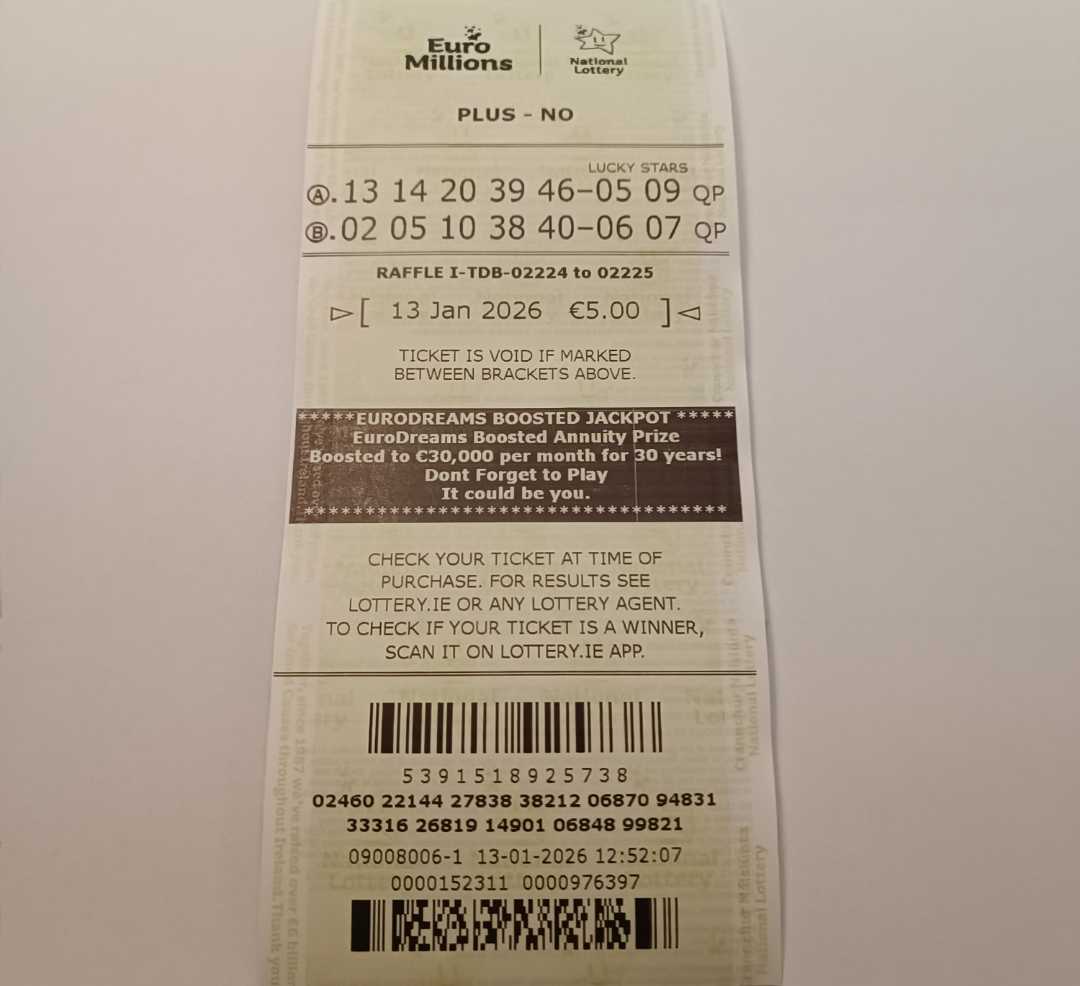 Euro
Millions
National
Lottery
PLUS - NO
LUCKY STARS
Ⓐ.13 14 20 39 46-05 09 QP
Ⓑ.02 05 10 38 40-06 07 QP
RAFFLE I-TDB-02224 to 02225
▷[ 13 Jan 2026 €5.00 ]◁
TICKET IS VOID IF MARKED
BETWEEN BRACKETS ABOVE.
*****EURODREAMS BOOSTED JACKPOT *****
EuroDreams Boosted Annuity Prize
Boosted to €30,000 per month for 30 years!
Dont Forget to Play
It could be you.
**********************************
CHECK YOUR TICKET AT TIME OF
PURCHASE. FOR RESULTS SEE
LOTTERY.IE OR ANY LOTTERY AGENT.
TO CHECK IF YOUR TICKET IS A WINNER,
SCAN IT ON LOTTERY.IE APP.
5391518925738
02460 22144 27838 38212 06870 94831
33316 26819 14901 06848 99821
09008006-1 13-01-2026 12:52:07
0000152311 0000976397
National Lottery